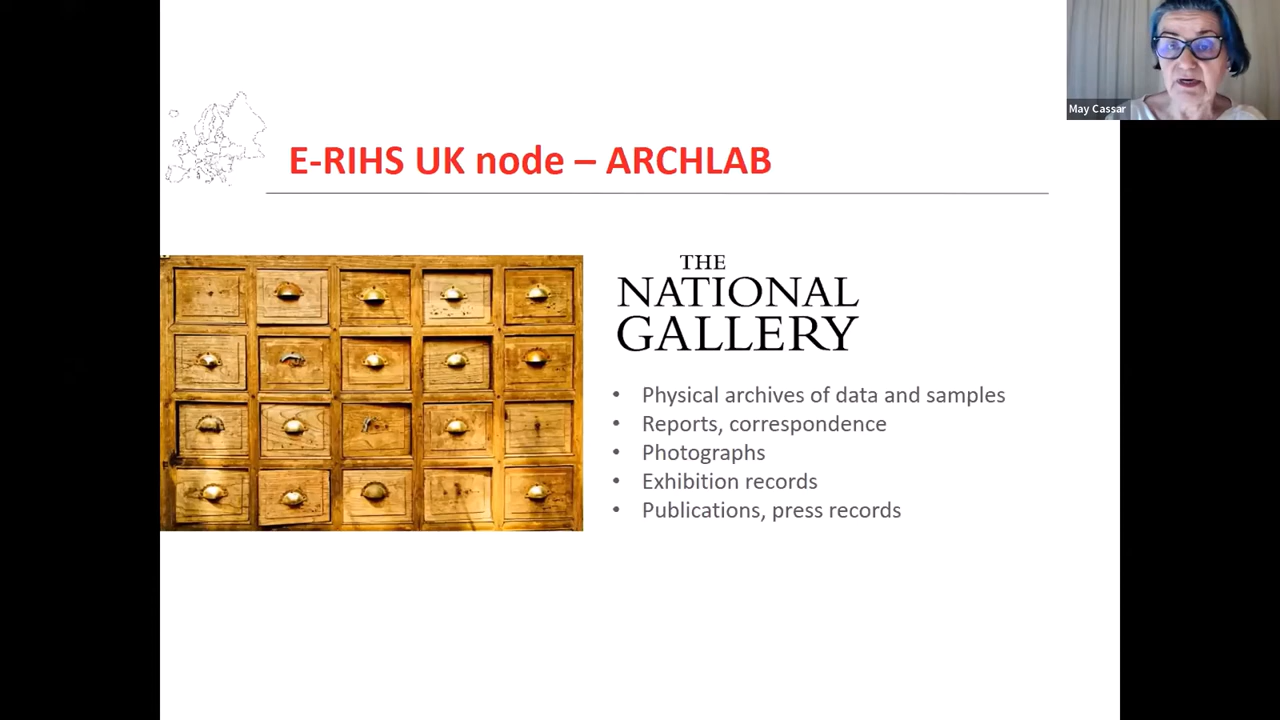 May Cassar
E-RIHS UK node – ARCHLAB
THE
NATIONAL
GALLERY
• Physical archives of data and samples
• Reports, correspondence
• Photographs
• Exhibition records
• Publications, press records